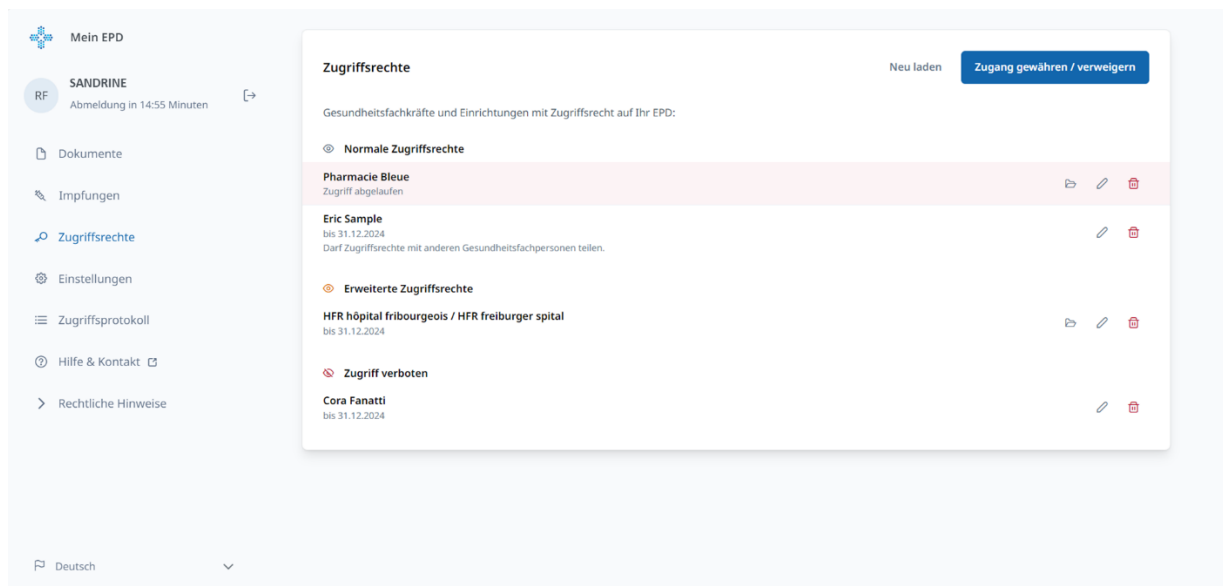 Mein EPD
RF
SANDRINE
Abmeldung in 14:55 Minuten
Dokumente
Impfungen
Zugriffsrechte
Einstellungen
Zugriffsprotokoll
Hilfe & Kontakt
Rechtliche Hinweise
Deutsch
Zugriffsrechte
Neu laden
Zugang gewähren / verweigern
Gesundheitsfachkräfte und Einrichtungen mit Zugriffsrecht auf Ihr EPD:
Normale Zugriffsrechte
Pharmacie Bleue
Zugriff abgelaufen
Eric Sample
bis 31.12.2024
Darf Zugriffsrechte mit anderen Gesundheitsfachpersonen teilen.
Erweiterte Zugriffsrechte
HFR hôpital fribourgeois / HFR freiburger spital
bis 31.12.2024
Zugriff verboten
Cora Fanatti
bis 31.12.2024